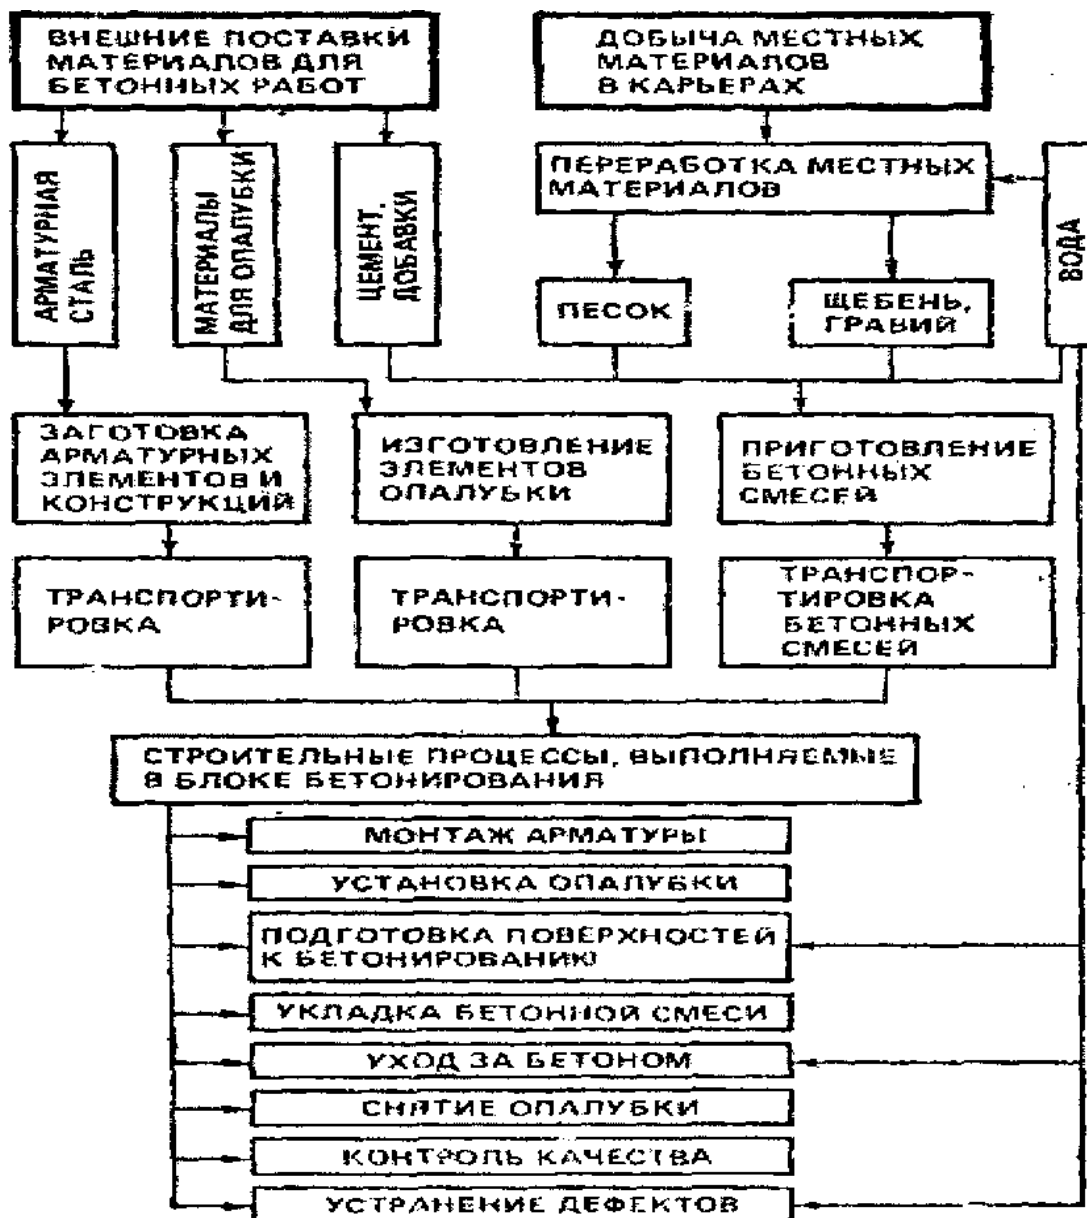 ВНЕШНИЕ ПОСТАВКИ
МАТЕРИАЛОВ ДЛЯ
БЕТОННЫХ РАБОТ
ДОБЫЧА МЕСТНЫХ
МАТЕРИАЛОВ
В КАРЬЕРАХ
АРМАТУРНАЯ
СТАЛЬ
МАТЕРИАЛЫ
ДЛЯ ОПАЛУБКИ
ЦЕМЕНТ,
ДОБАВКИ
ПЕРЕРАБОТКА МЕСТНЫХ
МАТЕРИАЛОВ
ВОДА
ПЕСОК
ЩЕБЕНЬ,
ГРАВИЙ
ЗАГОТОВКА
АРМАТУРНЫХ
ЭЛЕМЕНТОВ И
КОНСТРУКЦИЙ
ИЗГОТОВЛЕНИЕ
ЭЛЕМЕНТОВ
ОПАЛУБКИ
ПРИГОТОВЛЕНИЕ
БЕТОННЫХ
СМЕСЕЙ
ТРАНСПОРТИ-
РОВКА
ТРАНСПОРТИ-
РОВКА
ТРАНСПОР-
ТИРОВКА
БЕТОННЫХ
СМЕСЕЙ
СТРОИТЕЛЬНЫЕ ПРОЦЕССЫ, ВЫПОЛНЯЕМЫЕ
В БЛОКЕ БЕТОНИРОВАНИЯ
МОНТАЖ АРМАТУРЫ
УСТАНОВКА ОПАЛУБКИ
ПОДГОТОВКА ПОВЕРХНОСТЕЙ
К БЕТОНИРОВАНИЮ
УКЛАДКА БЕТОННОЙ СМЕСИ
УХОД ЗА БЕТОНОМ
СНЯТИЕ ОПАЛУБКИ
КОНТРОЛЬ КАЧЕСТВА
УСТРАНЕНИЕ ДЕФЕКТОВ